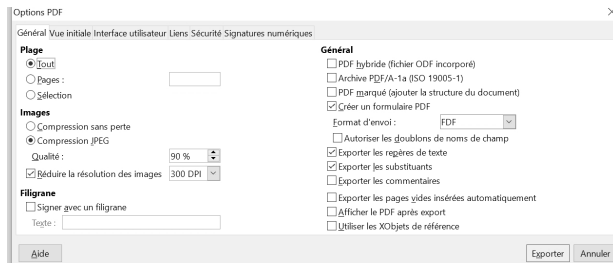 Options PDF
Général Vue initiale Interface utilisateur Liens Sécurité Signatures numériques
Plage
Tout
Pages :
Sélection
Images
Compression sans perte
Compression JPEG
Qualité : 90 %
Réduire la résolution des images 300 DPI
Filigrane
Signer avec un filigrane
Texte :
Général
PDF hybride (fichier ODF incorporé)
Archive PDF/A-1a (ISO 19005-1)
PDF marqué (ajouter la structure du document)
Créer un formulaire PDF
Format d'envoi : FDF
Autoriser les doublons de noms de champ
Exporter les repères de texte
Exporter les substituants
Exporter les commentaires
Exporter les pages vides insérées automatiquement
Afficher le PDF après export
Utiliser les XObjets de référence
Aide
Exporter
Annuler